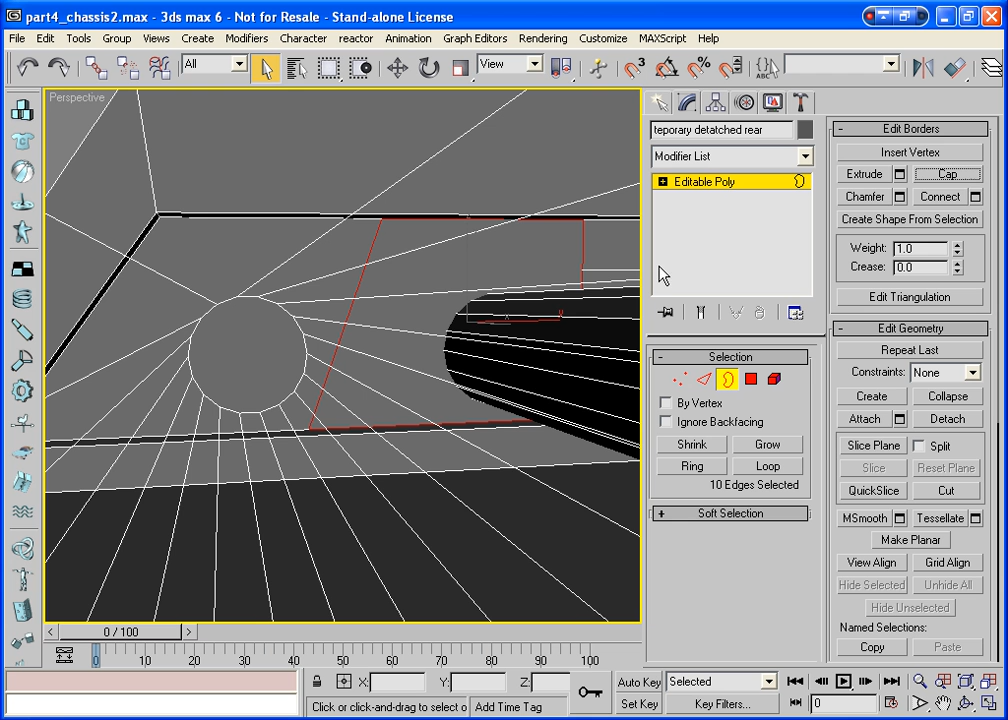 part4_chassis2.max - 3ds max 6 - Not for Resale - Stand-alone License
File Edit Tools Group Views Create Modifiers Character reactor Animation Graph Editors Rendering Customize MAXScript Help
All
View
3
%
ABC
Perspective
x
y
teporary detatched rear
Modifier List
Editable Poly
- Selection
By Vertex
Ignore Backfacing
Shrink Grow
Ring Loop
10 Edges Selected
+ Soft Selection
- Edit Borders
Insert Vertex
Extrude Cap
Chamfer Connect
Create Shape From Selection
Weight: 1.0
Crease: 0.0
Edit Triangulation
- Edit Geometry
Repeat Last
Constraints: None
Create Collapse
Attach Detach
Slice Plane Split
Slice Reset Plane
QuickSlice Cut
MSmooth Tessellate
Make Planar
View Align Grid Align
Hide Selected Unhide All
Hide Unselected
Named Selections:
Copy Paste
< 0 / 100 >
0 10 20 30 40 50 60 70 80 90 100
X: Y: Z:
Auto Key Selected
Click or click-and-drag to select o Add Time Tag
Set Key Key Filters...
0